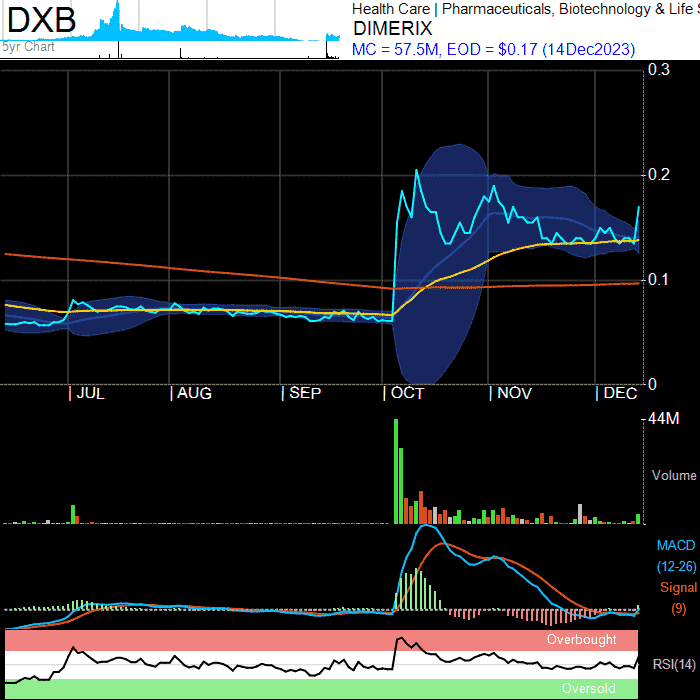 DXB
5yr Chart
Health Care | Pharmaceuticals, Biotechnology & Life S
DIMERIX
MC = 57.5M, EOD = $0.17 (14Dec2023)
0.3
0.2
0.1
0
JUL
AUG
SEP
OCT
NOV
DEC
44M
Volume
MACD
(12-26)
Signal
(9)
Overbought
RSI(14)
Oversold